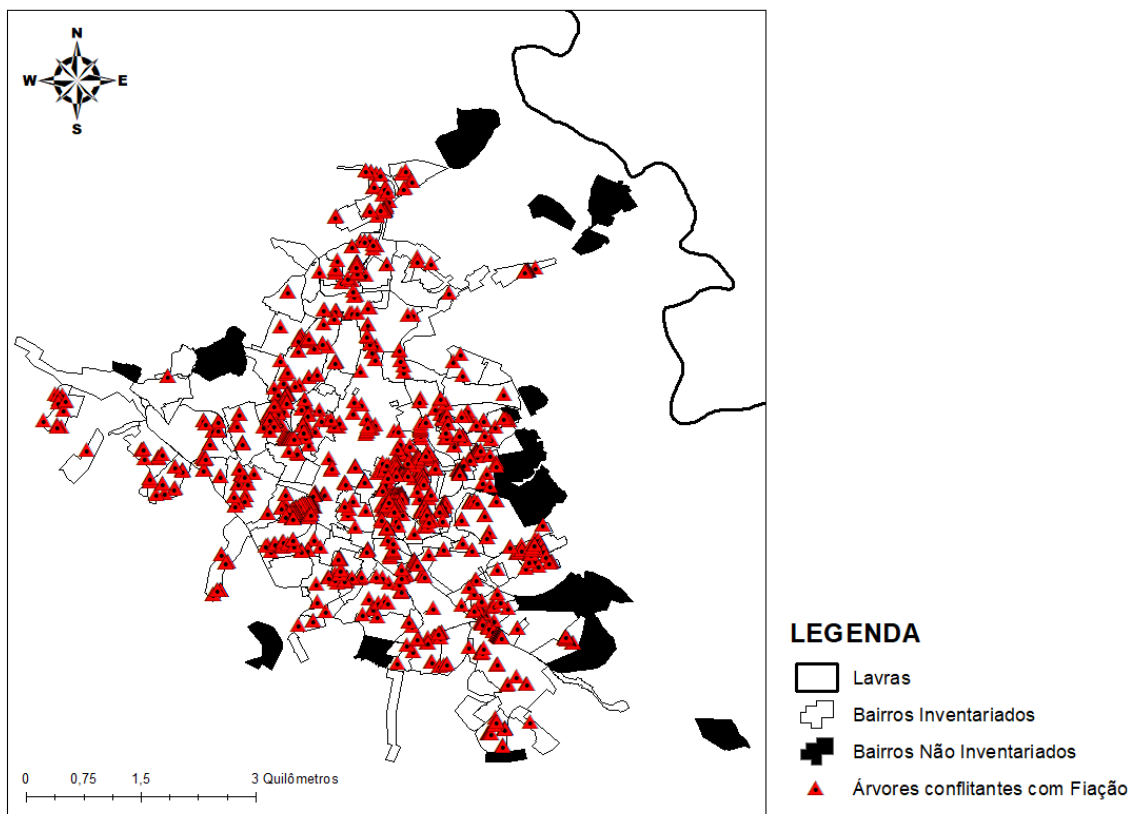 N
W E
S
0 0,75 1,5 3 Quilômetros
LEGENDA
Lavras
Bairros Inventariados
Bairros Não Inventariados
Árvores conflitantes com Fiação